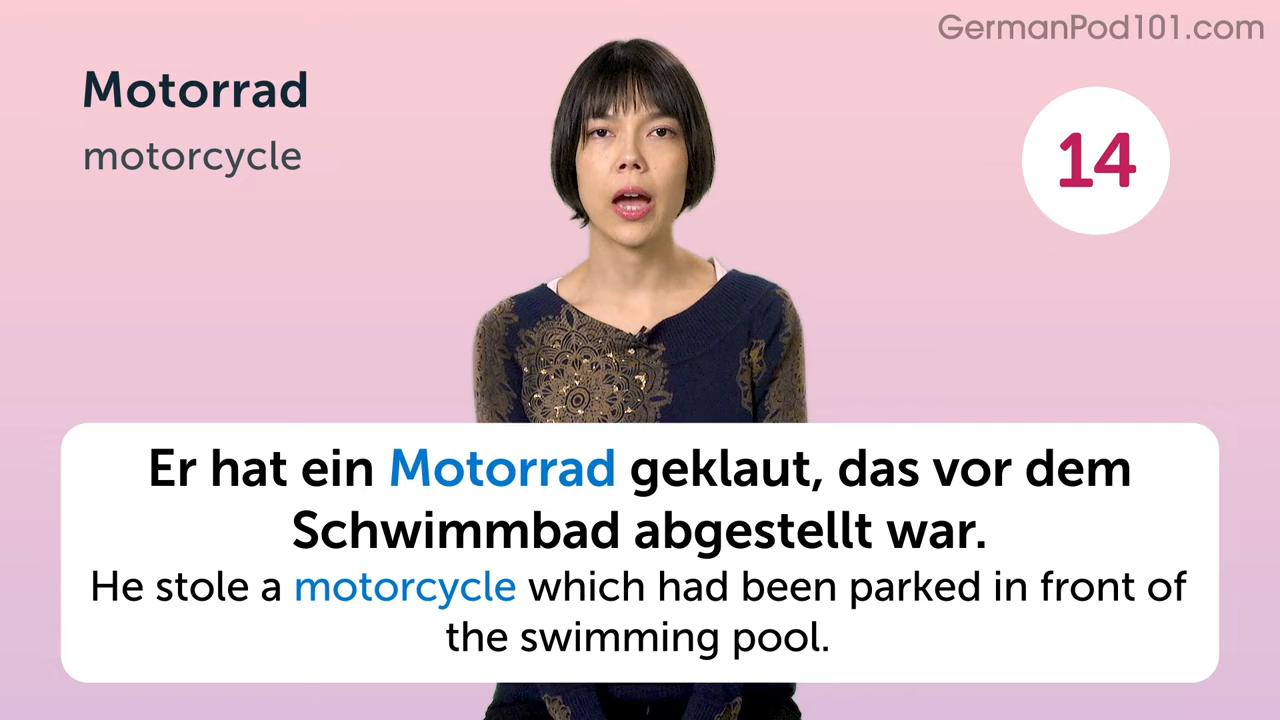 GermanPod101.com
Motorrad
motorcycle
14
Er hat ein Motorrad geklaut, das vor dem
Schwimmbad abgestellt war.
He stole a motorcycle which had been parked in front of
the swimming pool.